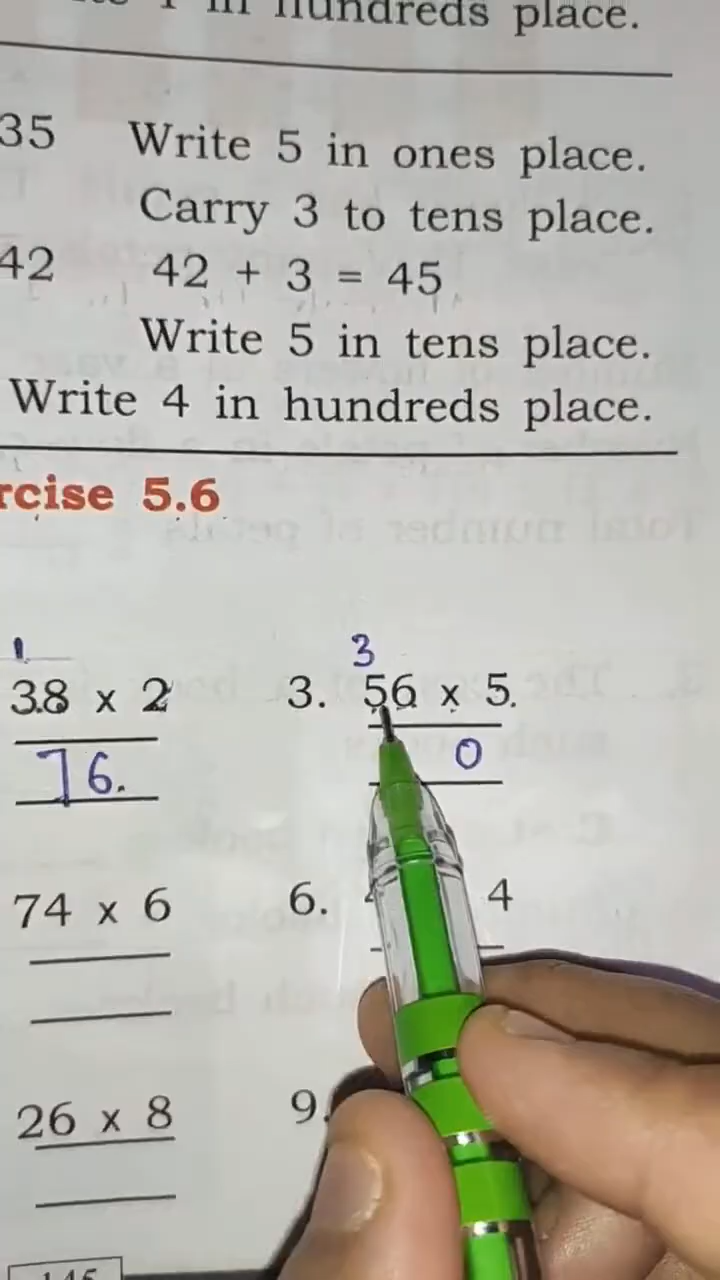 in hundreds place.
35 Write 5 in ones place.
Carry 3 to tens place.
42 42 + 3 = 45
Write 5 in tens place.
Write 4 in hundreds place.
rcise 5.6
1 3
38 x 2 3. 56 x 5.
76. 0
74 x 6 6. 4
26 x 8 9.